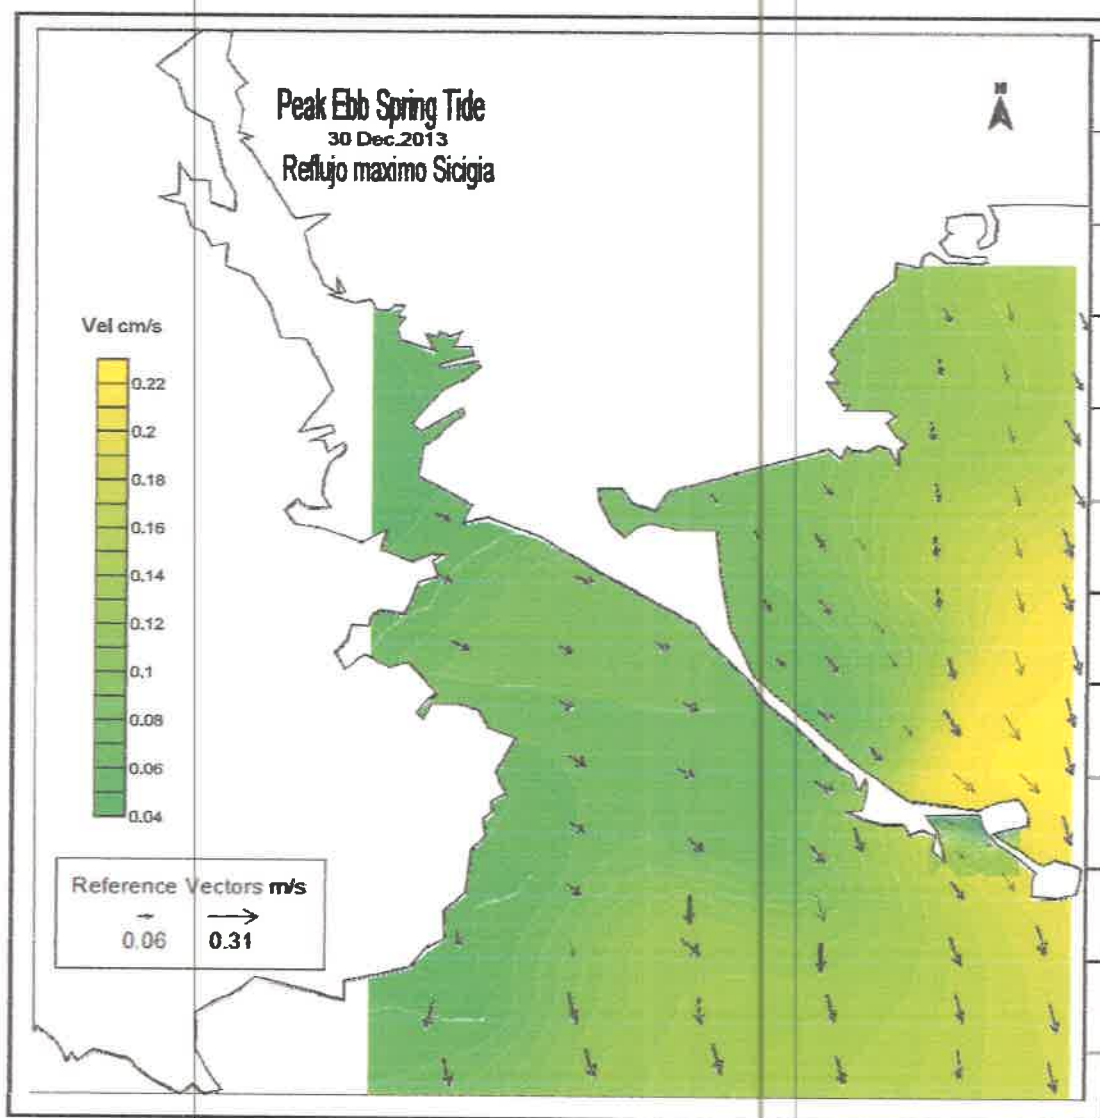 Peak Ebb Spring Tide
30 Dec.2013
Reflujo maximo Sicigia
N
Vel cm/s
0.22
0.2
0.18
0.16
0.14
0.12
0.1
0.08
0.06
0.04
Reference Vectors m/s
0.06 0.31